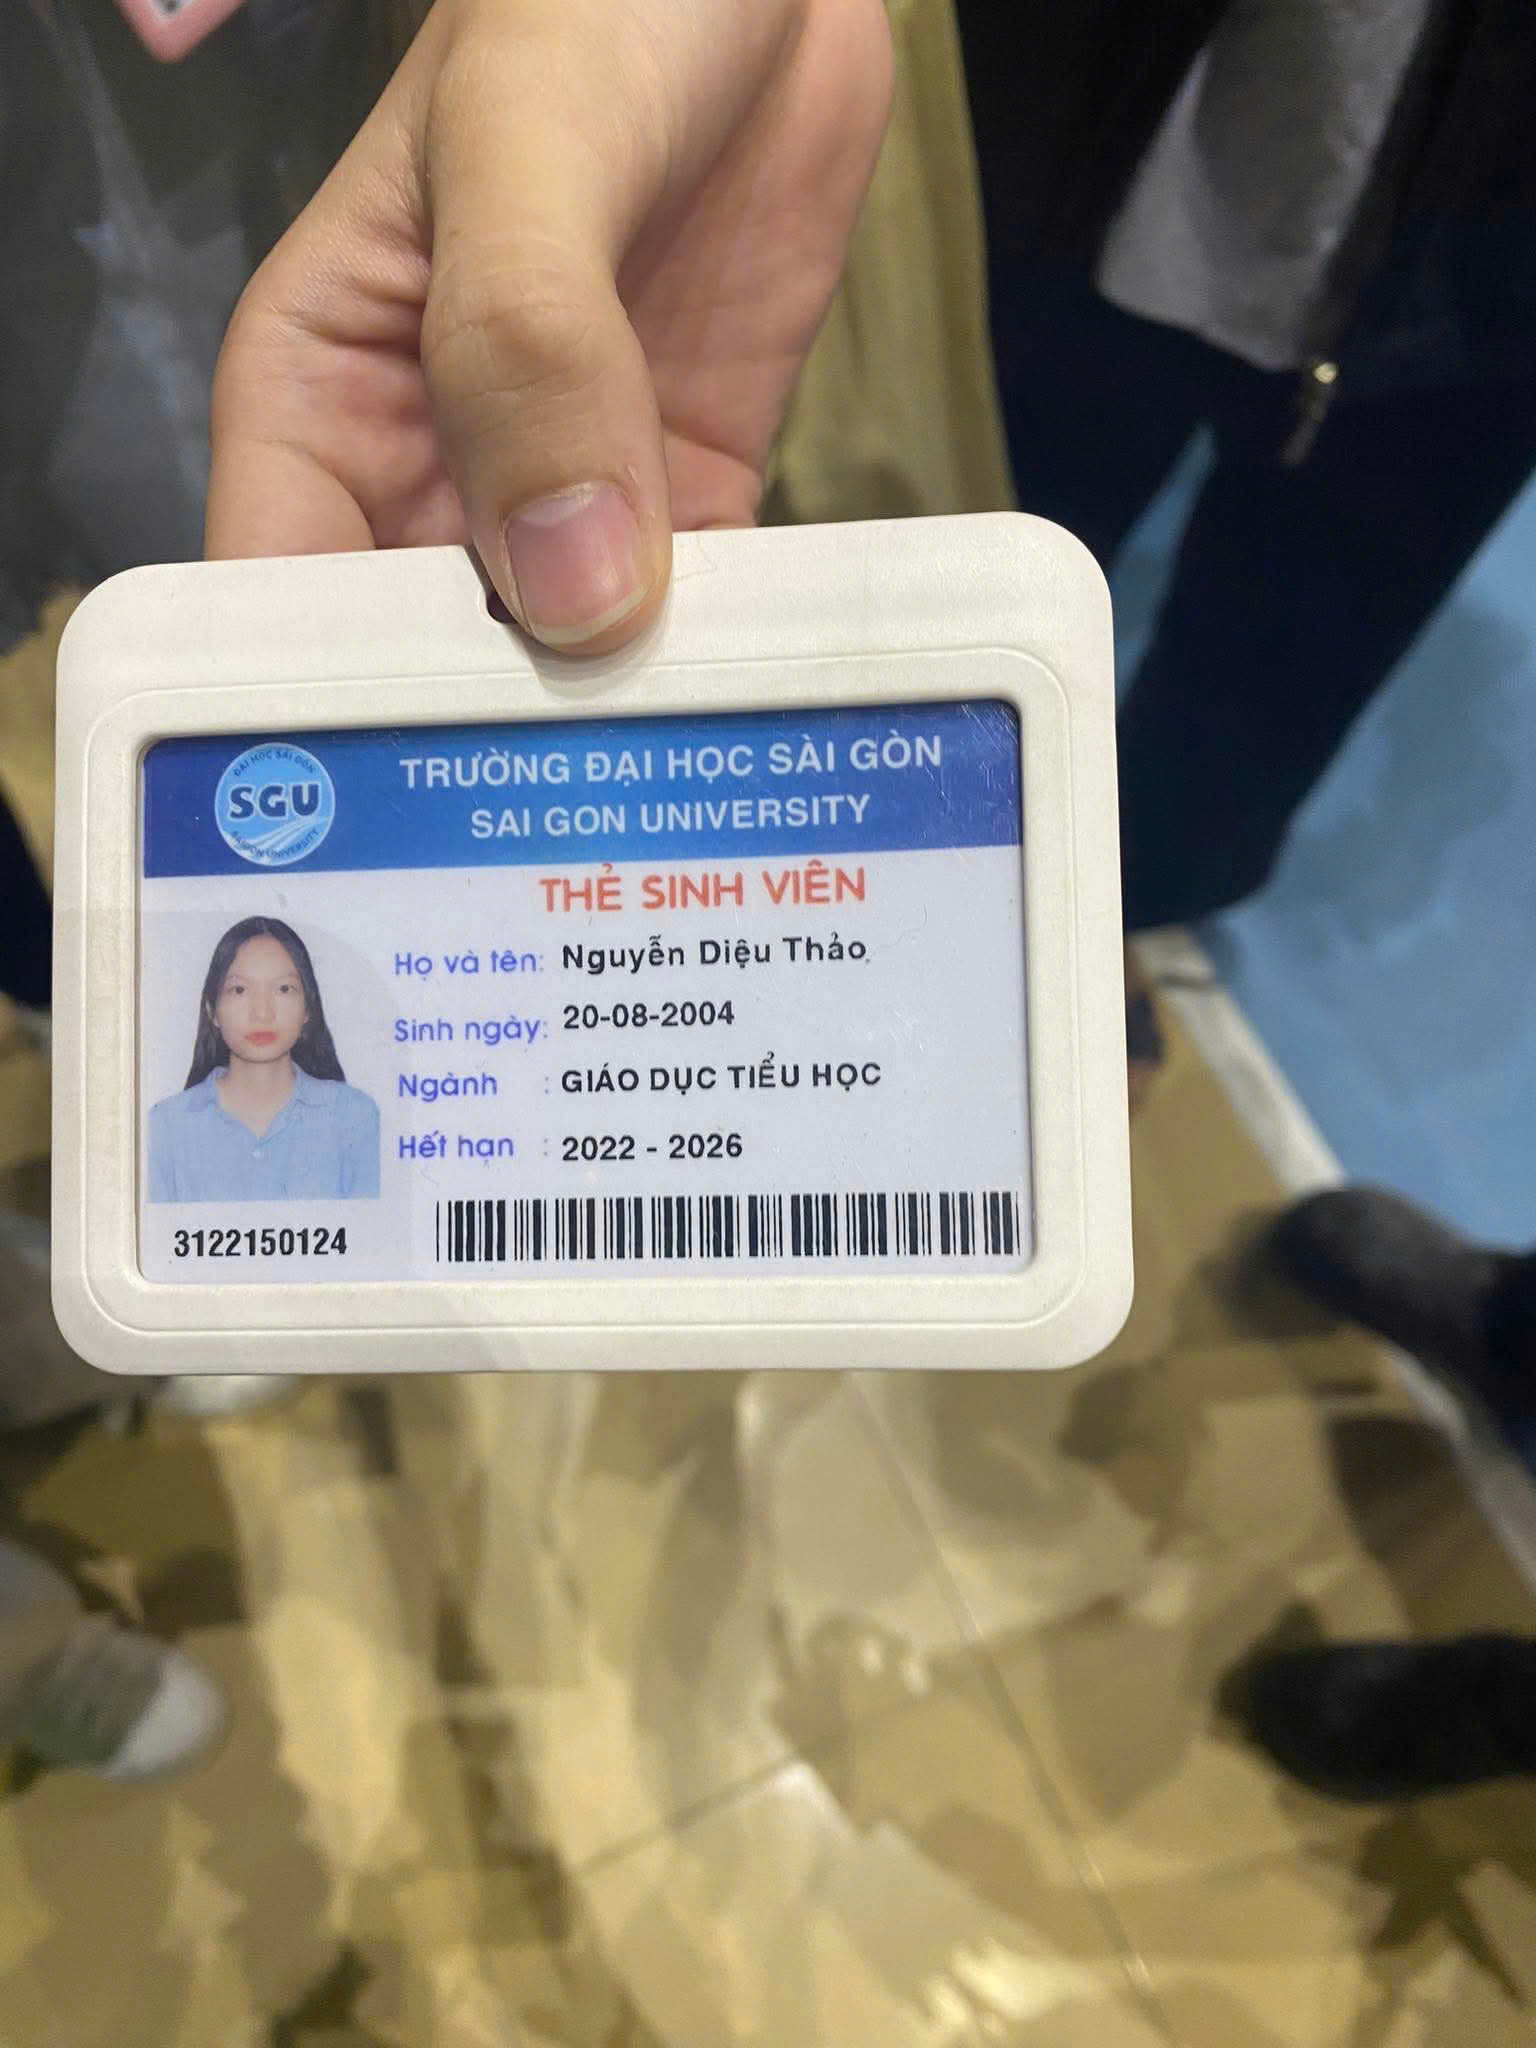 ĐẠI HỌC SÀI GÒN
SGU
SAIGON UNIVERSITY
TRƯỜNG ĐẠI HỌC SÀI GÒN
SAI GON UNIVERSITY
THẺ SINH VIÊN
Họ và tên: Nguyễn Diệu Thảo
Sinh ngày: 20-08-2004
Ngành : GIÁO DỤC TIỂU HỌC
Hết hạn : 2022 - 2026
3122150124